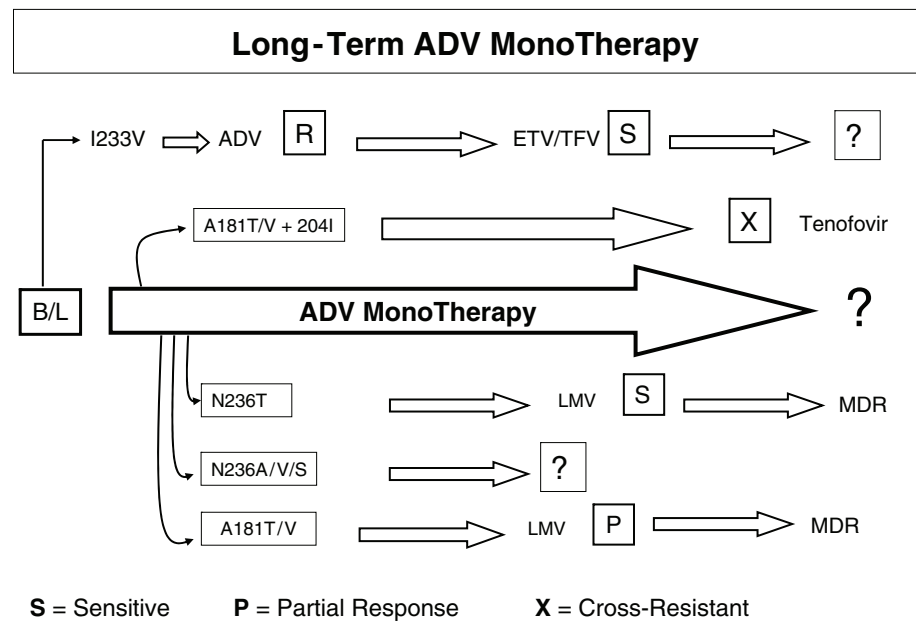 Long-Term ADV MonoTherapy
I233V ADV R ETV/TFV S ?
A181T/V + 204I X Tenofovir
B/L ADV MonoTherapy ?
N236T LMV S MDR
N236A/V/S ?
A181T/V LMV P MDR
S = Sensitive P = Partial Response X = Cross-Resistant